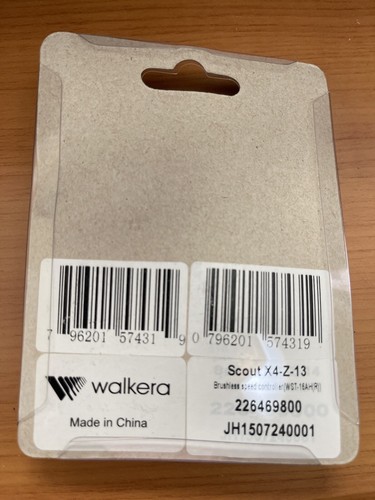 7 96201 57431 9
0 796201 574319
walkera
Made in China
Scout X4-Z-13
Brushless speed controller(WST-16AH(R))
226469800
JH1507240001